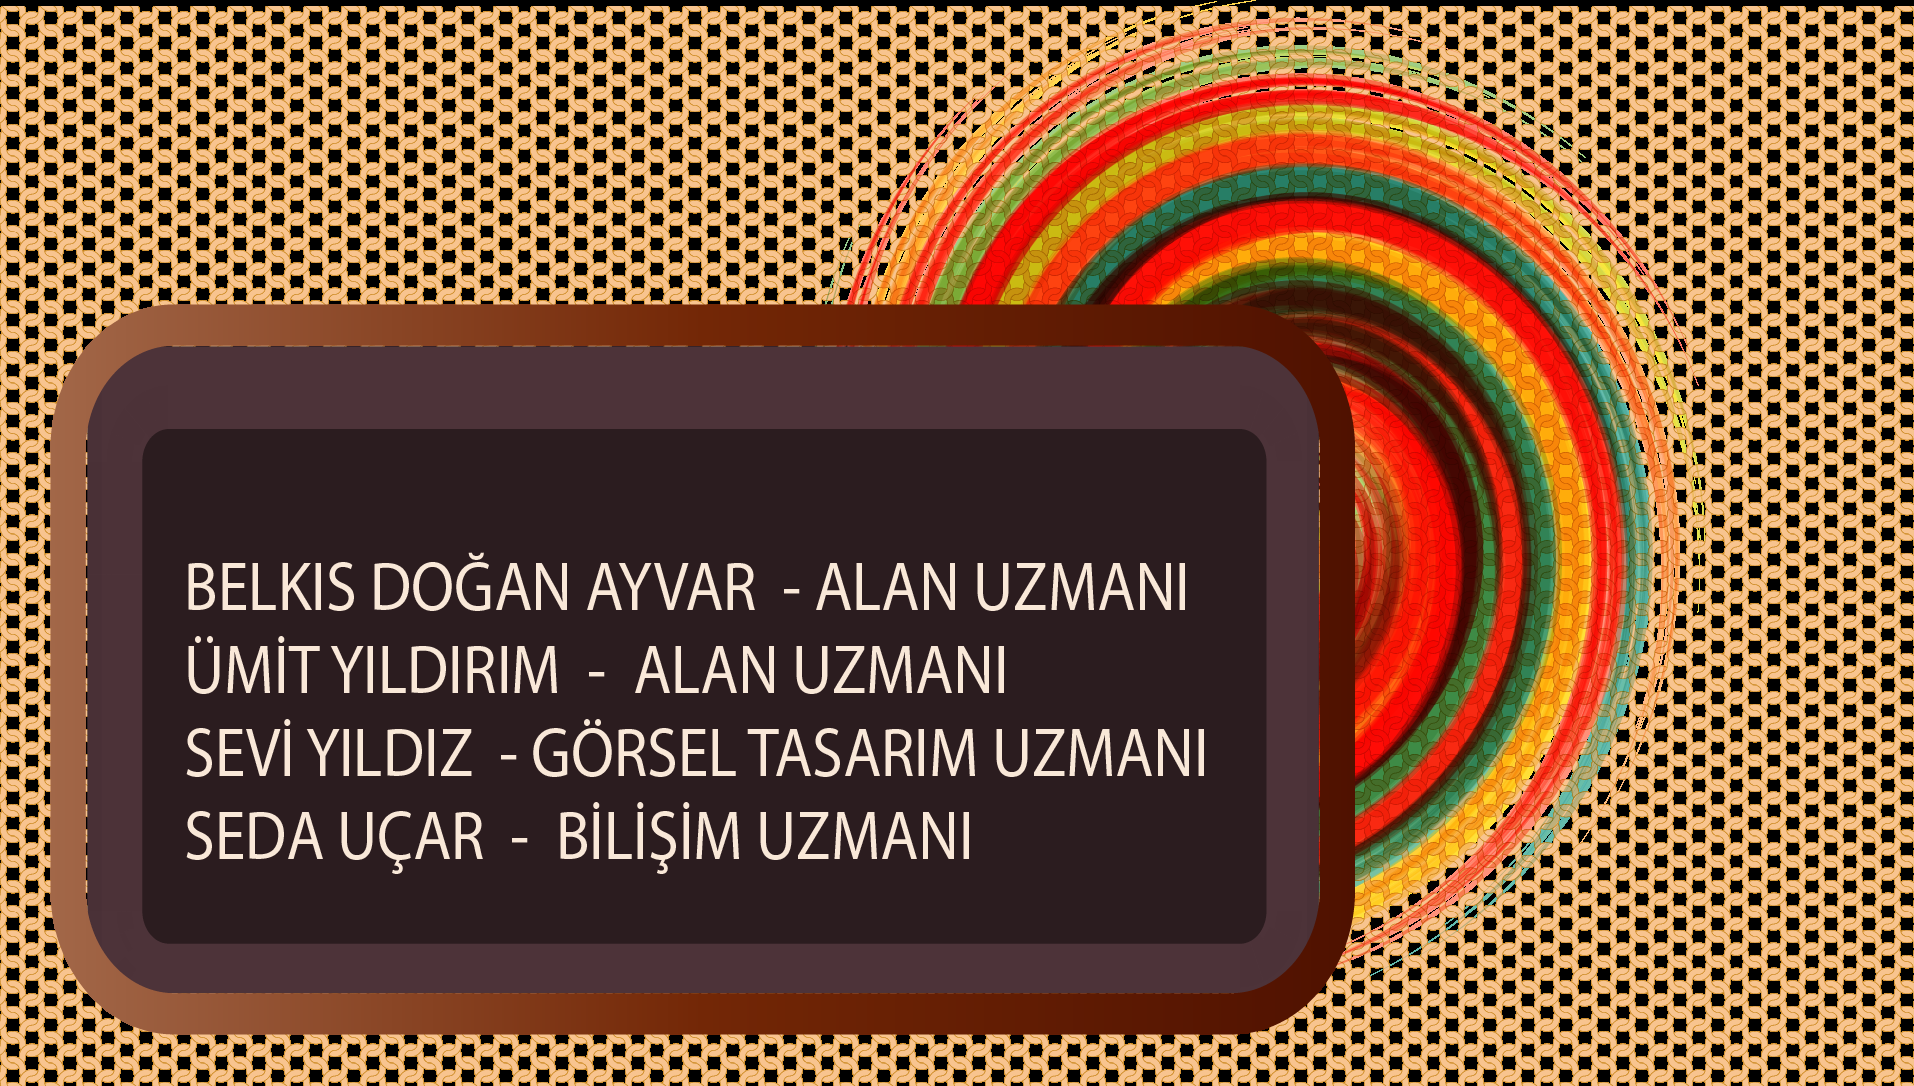 BELKIS DOĞAN AYVAR - ALAN UZMANI
ÜMİT YILDIRIM - ALAN UZMANI
SEVİ YILDIZ - GÖRSEL TASARIM UZMANI
SEDA UÇAR - BİLİŞİM UZMANI